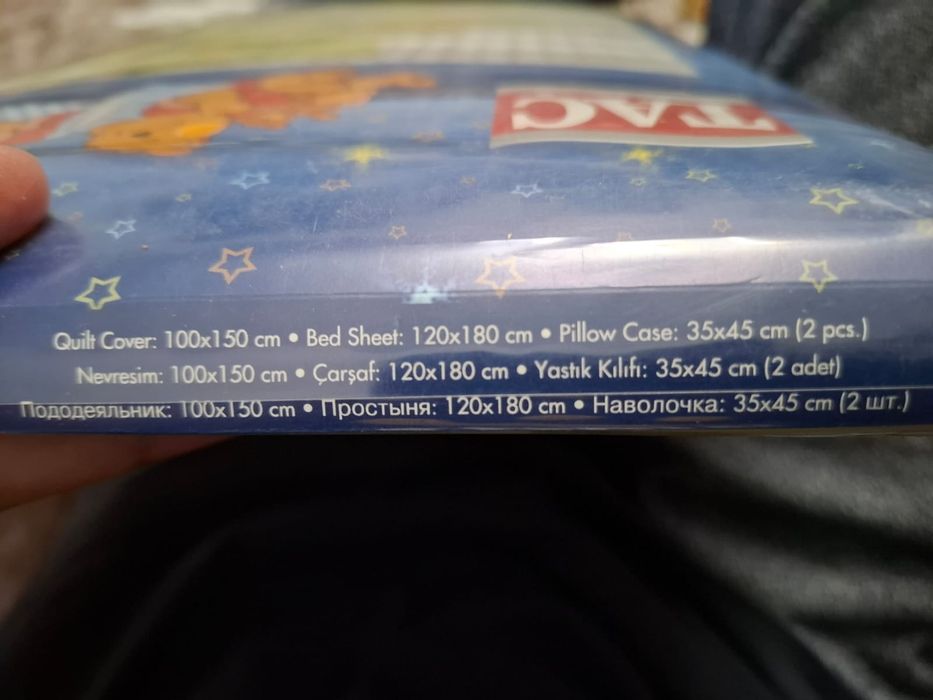 TAC
Quilt Cover: 100x150 cm • Bed Sheet: 120x180 cm • Pillow Case: 35x45 cm (2 pcs.)
Nevresim: 100x150 cm • Çarşaf: 120x180 cm • Yastık Kılıfı: 35x45 cm (2 adet)
Пододеяльник: 100x150 cm • Простыня: 120x180 cm • Наволочка: 35x45 cm (2 шт.)